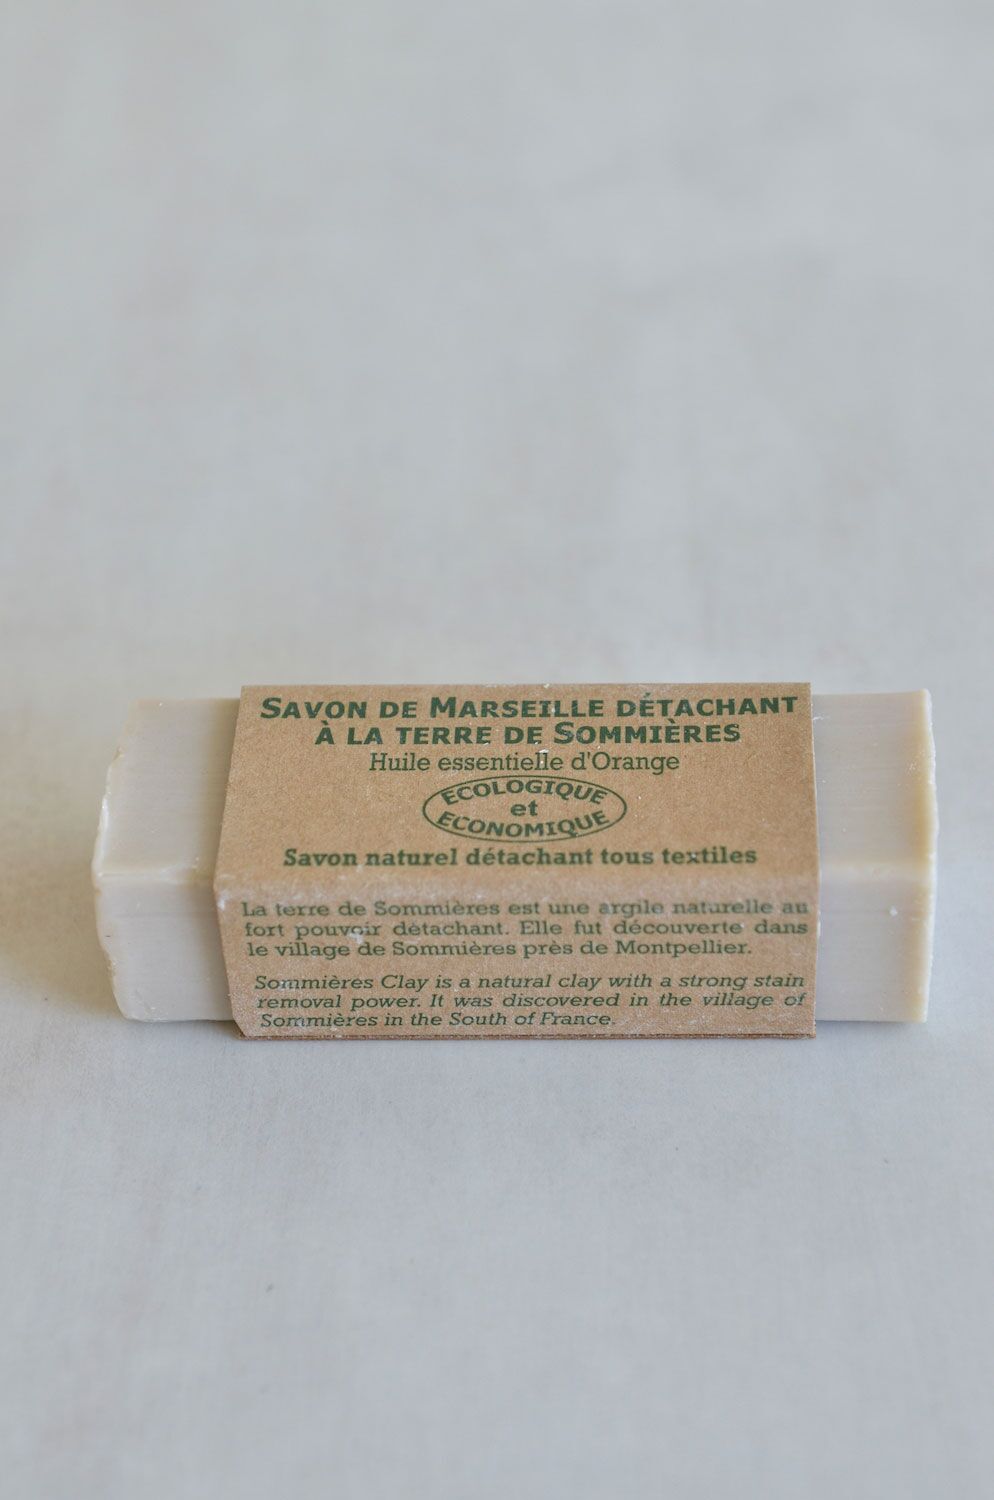 SAVON DE MARSEILLE DÉTACHANT
À LA TERRE DE SOMMIÈRES
Huile essentielle d'Orange
ECOLOGIQUE
et
ECONOMIQUE
Savon naturel détachant tous textiles
La terre de Sommières est une argile naturelle au
fort pouvoir détachant. Elle fut découverte dans
le village de Sommières près de Montpellier.
Sommières Clay is a natural clay with a strong stain
removal power. It was discovered in the village of
Sommières in the South of France.